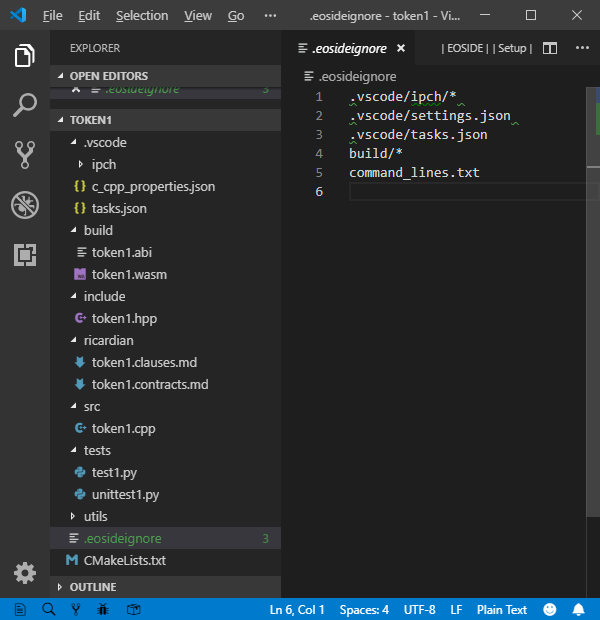 File Edit Selection View Go ··· .eosideignore - token1 - Vi...
EXPLORER
OPEN EDITORS
.eosideignore 3
TOKEN1
.vscode
ipch
c_cpp_properties.json
tasks.json
build
token1.abi
token1.wasm
include
token1.hpp
ricardian
token1.clauses.md
token1.contracts.md
src
token1.cpp
tests
test1.py
unittest1.py
utils
.eosideignore 3
CMakeLists.txt
OUTLINE
.eosideignore | EOSIDE | | Setup | ···
.eosideignore
1 .vscode/ipch/*
2 .vscode/settings.json
3 .vscode/tasks.json
4 build/*
5 command_lines.txt
6
Ln 6, Col 1 Spaces: 4 UTF-8 LF Plain Text